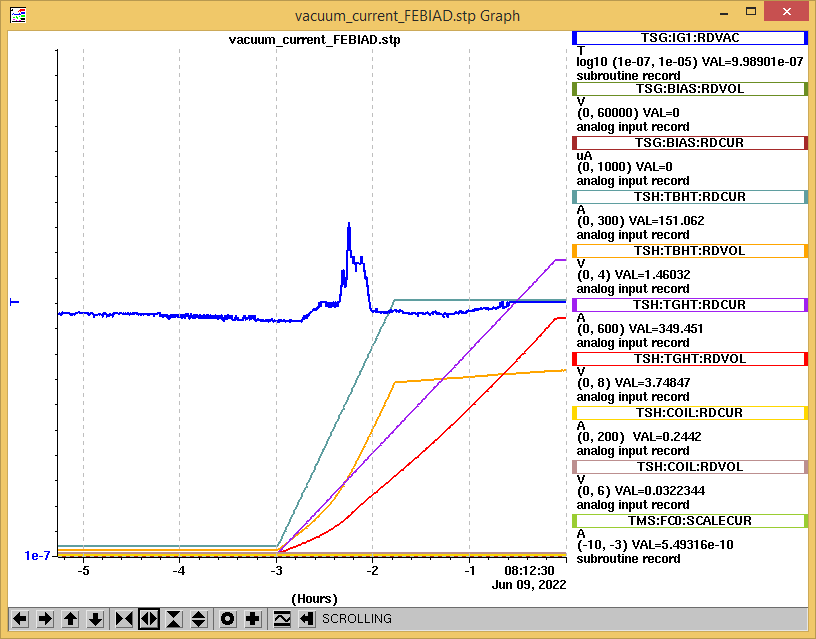 vacuum_current_FEBIAD.stp Graph
vacuum_current_FEBIAD.stp
T
1e-7
-5
-4
-3
-2
-1
08:12:30
Jun 09, 2022
(Hours)
TSG:IG1:RDVAC
T
log10 (1e-07, 1e-05) VAL=9.98901e-07
subroutine record
TSG:BIAS:RDVOL
V
(0, 60000) VAL=0
analog input record
TSG:BIAS:RDCUR
uA
(0, 1000) VAL=0
analog input record
TSH:TBHT:RDCUR
A
(0, 300) VAL=151.062
analog input record
TSH:TBHT:RDVOL
V
(0, 4) VAL=1.46032
analog input record
TSH:TGHT:RDCUR
A
(0, 600) VAL=349.451
analog input record
TSH:TGHT:RDVOL
V
(0, 8) VAL=3.74847
analog input record
TSH:COIL:RDCUR
A
(0, 200) VAL=0.2442
analog input record
TSH:COIL:RDVOL
V
(0, 6) VAL=0.0322344
analog input record
TMS:FC0:SCALECUR
A
(-10, -3) VAL=5.49316e-10
subroutine record
SCROLLING